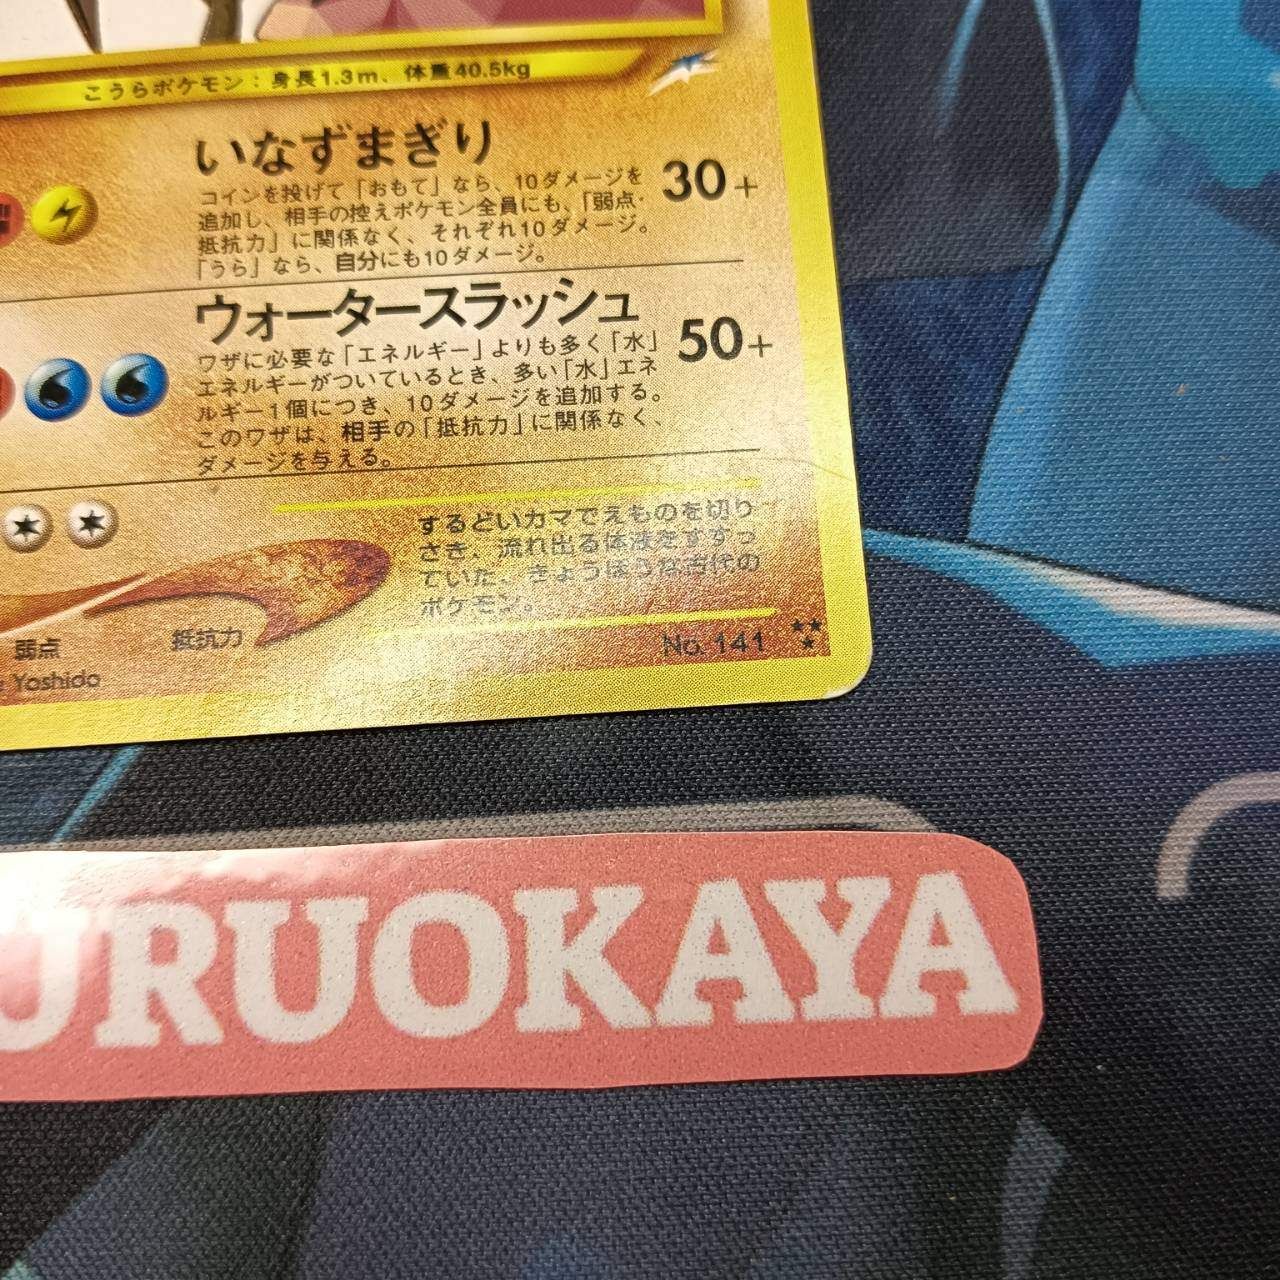 こうらポケモン：身長1.3m、体重40.5kg
いなずまぎり
30+
コインを投げて「おもて」なら、10ダメージを
追加し、相手の控えポケモン全員にも、「弱点・
抵抗力」に関係なく、それぞれ10ダメージ。
「うら」なら、自分にも10ダメージ。
ウォータースラッシュ
50+
ワザに必要な「エネルギー」よりも多く「水」
エネルギーがついているとき、多い「水」エネ
ルギー1個につき、10ダメージを追加する。
このワザは、相手の「抵抗力」に関係なく、
ダメージを与える。
するどいカマでえものを切り
さき、流れ出る体液をすすっ
ていた、きょうぼうな古代の
ポケモン。
弱点
抵抗力
No. 141
Yoshida
URUOKAYA